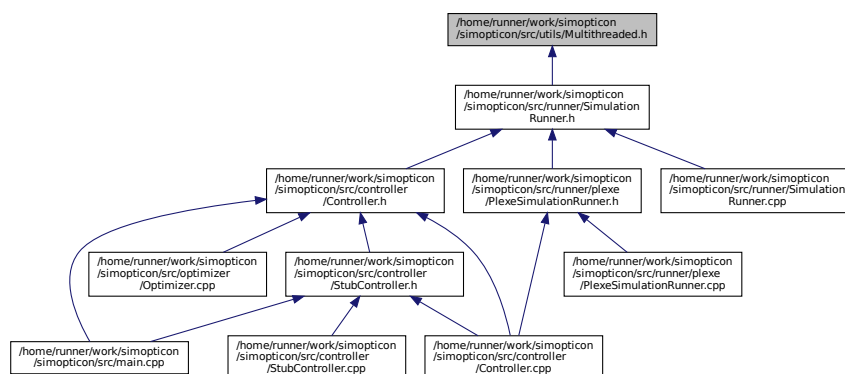 /home/runner/work/simopticon
/simopticon/src/utils/Multithreaded.h
/home/runner/work/simopticon
/simopticon/src/runner/Simulation
Runner.h
/home/runner/work/simopticon
/simopticon/src/controller
/Controller.h
/home/runner/work/simopticon
/simopticon/src/runner/plexe
/PlexeSimulationRunner.h
/home/runner/work/simopticon
/simopticon/src/runner/Simulation
Runner.cpp
/home/runner/work/simopticon
/simopticon/src/optimizer
/Optimizer.cpp
/home/runner/work/simopticon
/simopticon/src/controller
/StubController.h
/home/runner/work/simopticon
/simopticon/src/runner/plexe
/PlexeSimulationRunner.cpp
/home/runner/work/simopticon
/simopticon/src/main.cpp
/home/runner/work/simopticon
/simopticon/src/controller
/StubController.cpp
/home/runner/work/simopticon
/simopticon/src/controller
/Controller.cpp